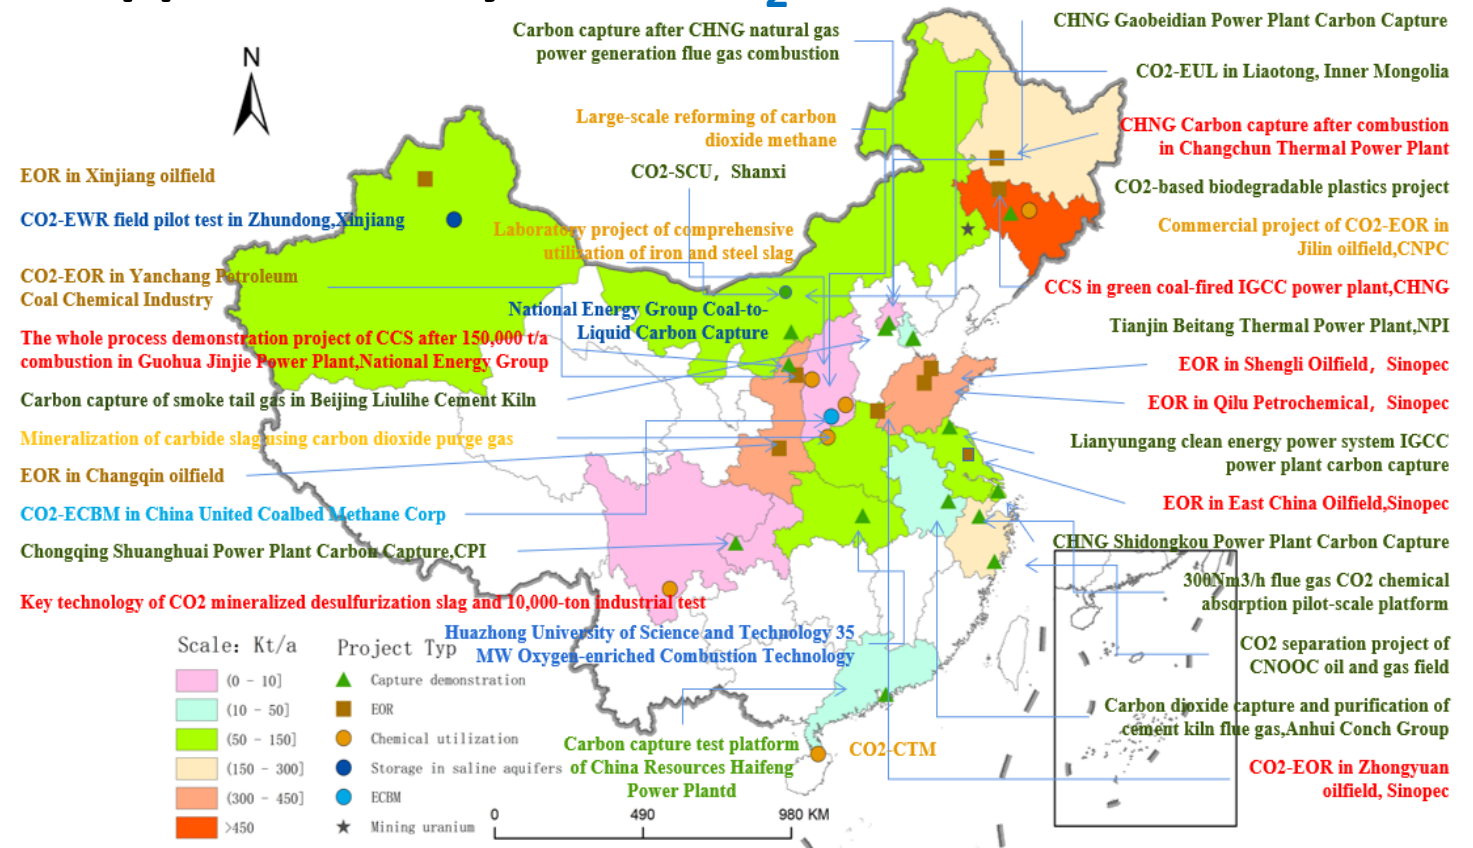 2
N
Carbon capture after CHNG natural gas
power generation flue gas combustion
CHNG Gaobeidian Power Plant Carbon Capture
CO2-EUL in Liaotong, Inner Mongolia
Large-scale reforming of carbon
dioxide methane
CHNG Carbon capture after combustion
in Changchun Thermal Power Plant
CO2-SCU，Shanxi
EOR in Xinjiang oilfield
CO2-based biodegradable plastics project
CO2-EWR field pilot test in Zhundong,Xinjiang
Laboratory project of comprehensive
utilization of iron and steel slag
Commercial project of CO2-EOR in
Jilin oilfield,CNPC
CO2-EOR in Yanchang Petroleum
Coal Chemical Industry
CCS in green coal-fired IGCC power plant,CHNG
National Energy Group Coal-to-
Liquid Carbon Capture
Tianjin Beitang Thermal Power Plant,NPI
The whole process demonstration project of CCS after 150,000 t/a
combustion in Guohua Jinjie Power Plant,National Energy Group
EOR in Shengli Oilfield，Sinopec
Carbon capture of smoke tail gas in Beijing Liulihe Cement Kiln
EOR in Qilu Petrochemical，Sinopec
Mineralization of carbide slag using carbon dioxide purge gas
Lianyungang clean energy power system IGCC
power plant carbon capture
EOR in Changqin oilfield
EOR in East China Oilfield,Sinopec
CO2-ECBM in China United Coalbed Methane Corp
CHNG Shidongkou Power Plant Carbon Capture
Chongqing Shuanghuai Power Plant Carbon Capture,CPI
300Nm3/h flue gas CO2 chemical
absorption pilot-scale platform
Key technology of CO2 mineralized desulfurization slag and 10,000-ton industrial test
Huazhong University of Science and Technology 35
MW Oxygen-enriched Combustion Technology
CO2 separation project of
CNOOC oil and gas field
Carbon dioxide capture and purification of
cement kiln flue gas,Anhui Conch Group
Carbon capture test platform
of China Resources Haifeng
Power Plantd
CO2-CTM
CO2-EOR in Zhongyuan
oilfield, Sinopec
Scale: Kt/a
(0 - 10]
(10 - 50]
(50 - 150]
(150 - 300]
(300 - 450]
>450
Project Typ
Capture demonstration
EOR
Chemical utilization
Storage in saline aquifers
ECBM
Mining uranium
0 490 980 KM